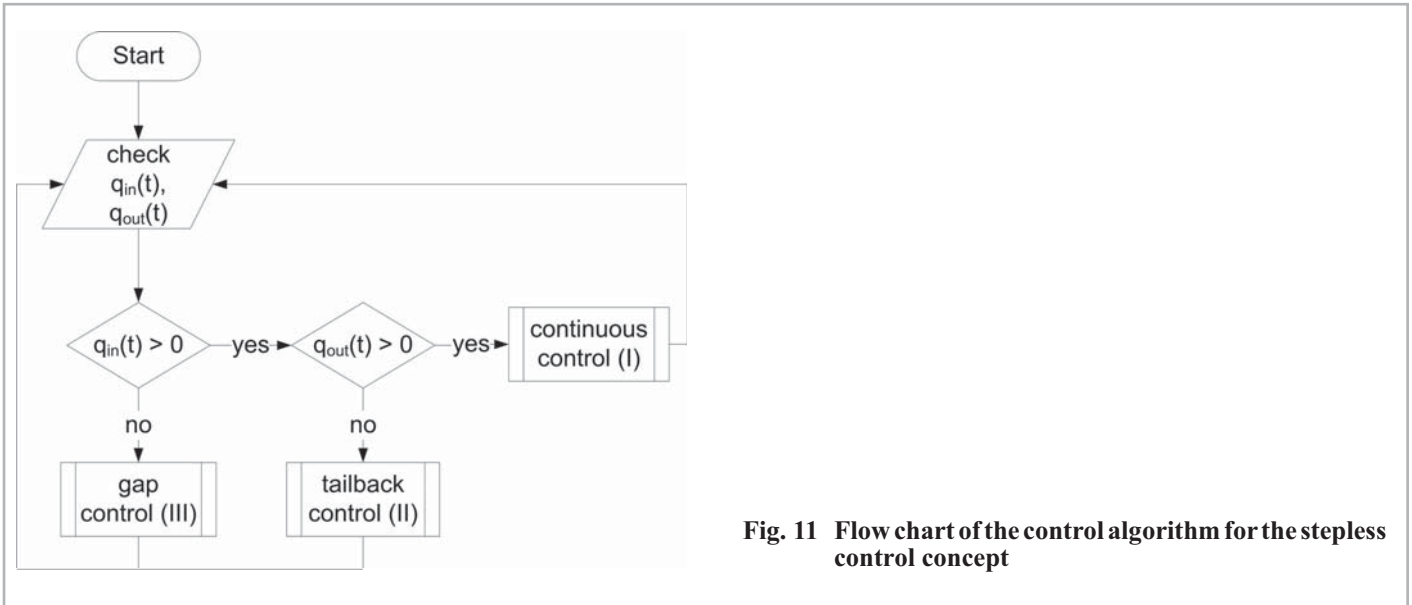 Start
check
qin(t),
qout(t)
qin(t) > 0
yes
qout(t) > 0
yes
continuous
control (I)
no
no
gap
control (III)
tailback
control (II)
Fig. 11 Flow chart of the control algorithm for the stepless
control concept